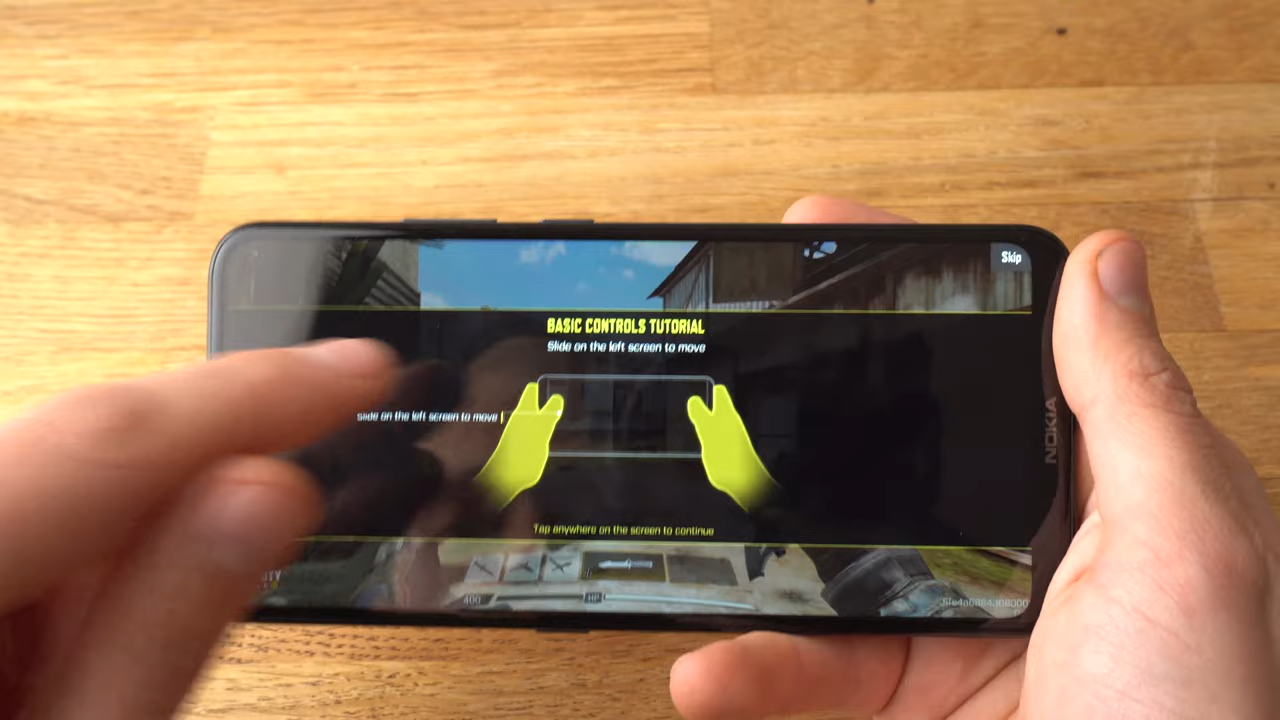 Skip
BASIC CONTROLS TUTORIAL
Slide on the left screen to move
Slide on the left screen to move
Tap anywhere on the screen to continue
400
HP
NOKIA